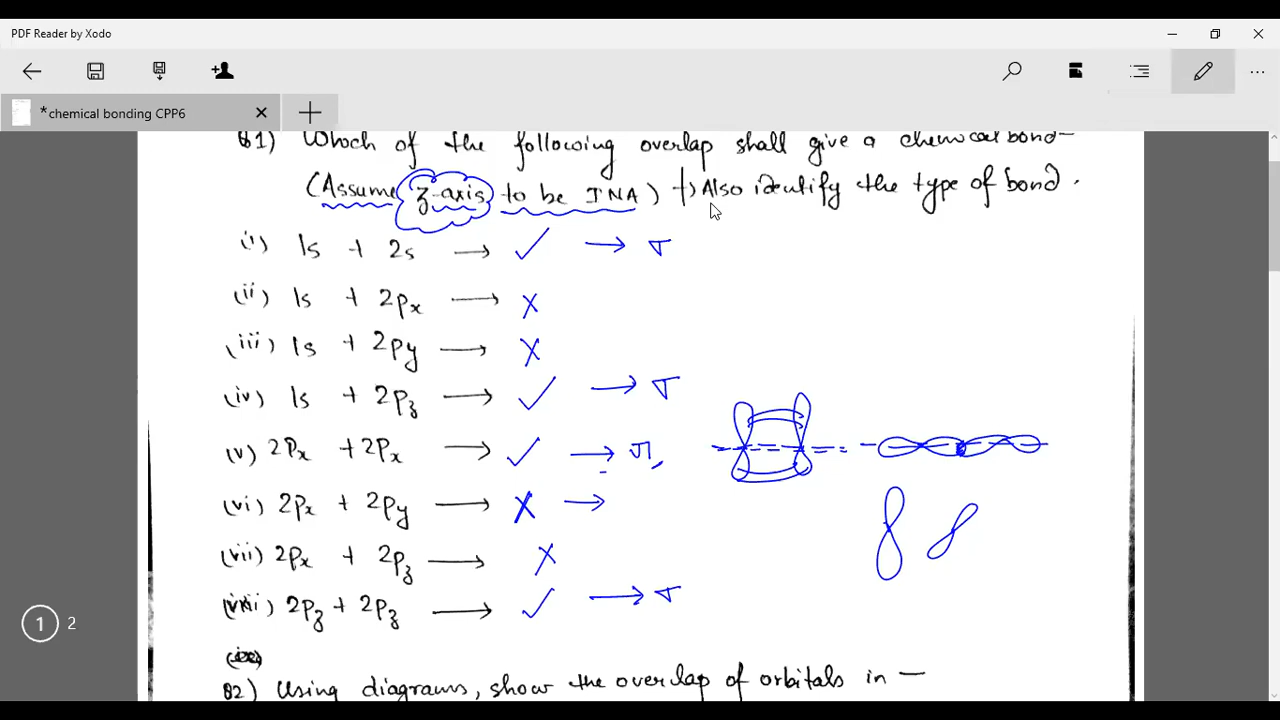 PDF Reader by Xodo
*chemical bonding CPP6
Q1) Which of the following overlap shall give a chemical bond—
(Assume z-axis to be INA) +) Also identify the type of bond.
(i) 1s + 2s → ✓ → σ
(ii) 1s + 2px → X
(iii) 1s + 2py → X
(iv) 1s + 2pz → ✓ → σ
(v) 2Px + 2Px → ✓ → π,
(vi) 2Px + 2Py → X →
(vii) 2Px + 2Pz → X
(viii) 2Pz + 2Pz → ✓ → σ
(ix)
Q2) Using diagrams, show the overlap of orbitals in —
1 2